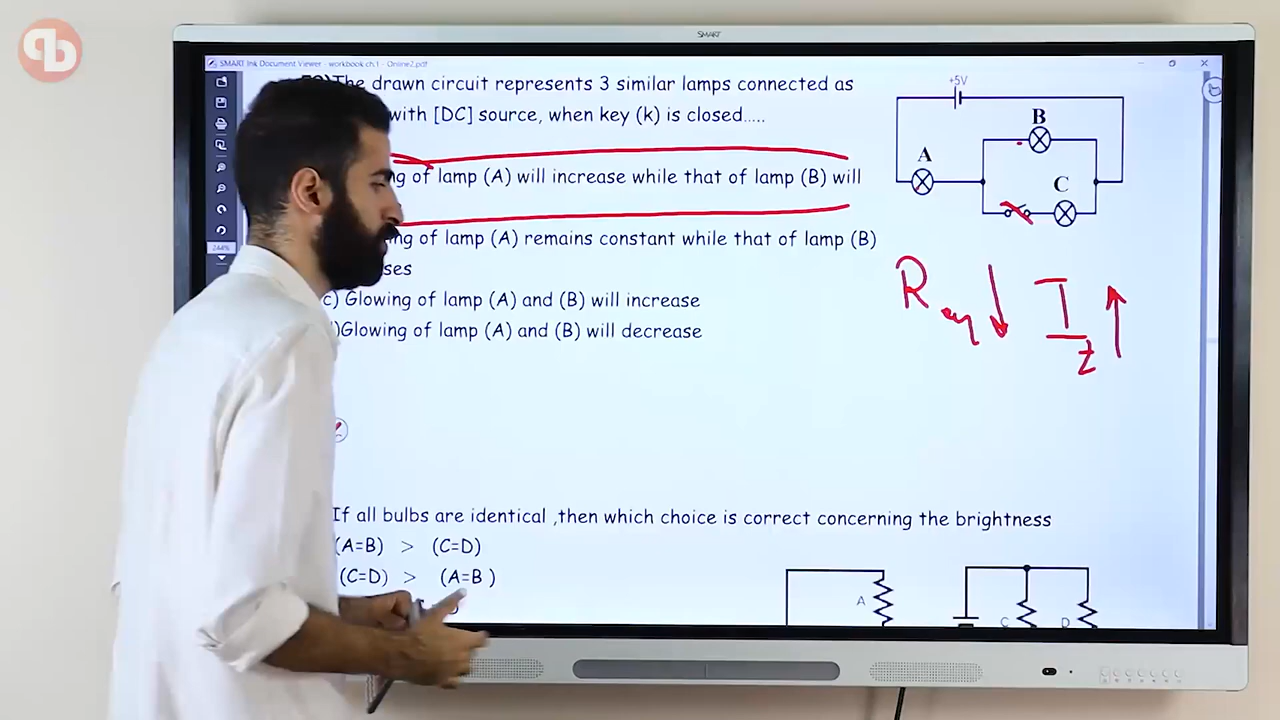 SMART
SMART Ink Document Viewer - workbook ch.1 - Online2.pdf
The drawn circuit represents 3 similar lamps connected as
with [DC] source, when key (k) is closed.....
of lamp (A) will increase while that of lamp (B) will
of lamp (A) remains constant while that of lamp (B)
c) Glowing of lamp (A) and (B) will increase
)Glowing of lamp (A) and (B) will decrease
+5V
B
A
C
R eq ↓ I ↑
244%
If all bulbs are identical ,then which choice is correct concerning the brightness
(A=B) > (C=D)
(C=D) > (A=B )
A
C D